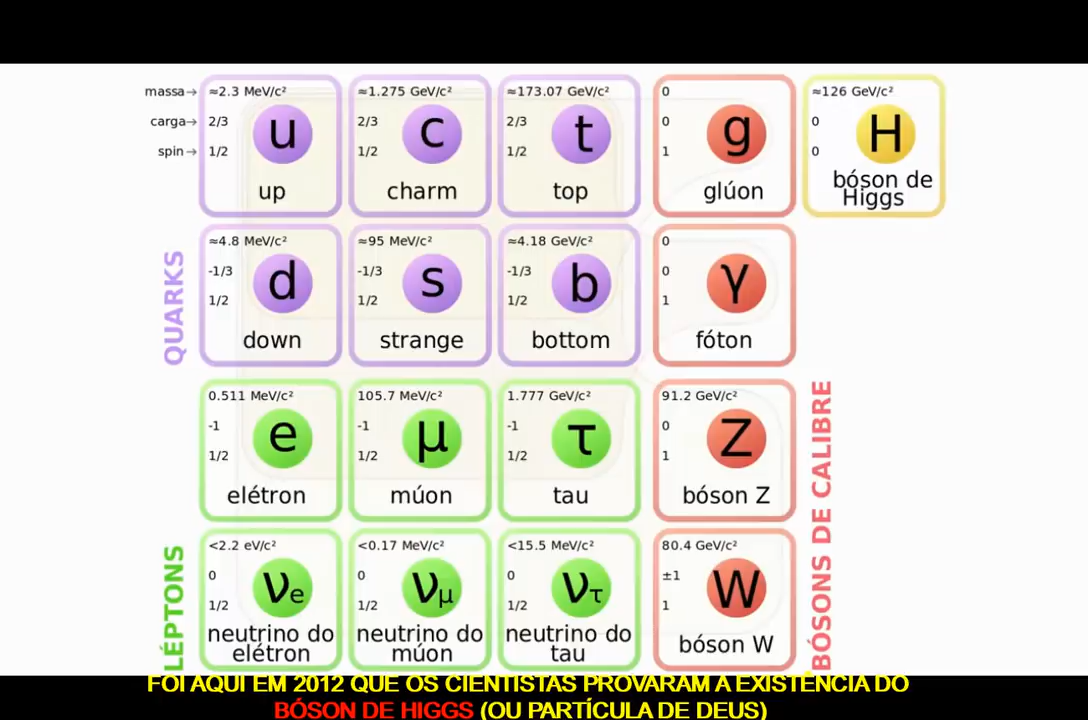 massa→ ≈2.3 MeV/c² ≈1.275 GeV/c² ≈173.07 GeV/c² 0 ≈126 GeV/c²
carga→ 2/3 u 2/3 c 2/3 t 0 g 0 H
spin→ 1/2 1/2 1/2 1 0
up charm top glúon bóson de
Higgs
QUARKS
≈4.8 MeV/c² ≈95 MeV/c² ≈4.18 GeV/c² 0
-1/3 d -1/3 s -1/3 b 0 γ
1/2 1/2 1/2 1
down strange bottom fóton
0.511 MeV/c² 105.7 MeV/c² 1.777 GeV/c² 91.2 GeV/c²
-1 e -1 μ -1 τ 0 Z
1/2 1/2 1/2 1
elétron múon tau bóson Z
BÓSONS DE CALIBRE
LÉPTONS
<2.2 eV/c² <0.17 MeV/c² <15.5 MeV/c² 80.4 GeV/c²
0 νe 0 νμ 0 ντ ±1 W
1/2 1/2 1/2 1
neutrino do neutrino do neutrino do bóson W
elétron múon tau
FOI AQUI EM 2012 QUE OS CIENTISTAS PROVARAM A EXISTÊNCIA DO
BÓSON DE HIGGS (OU PARTÍCULA DE DEUS)